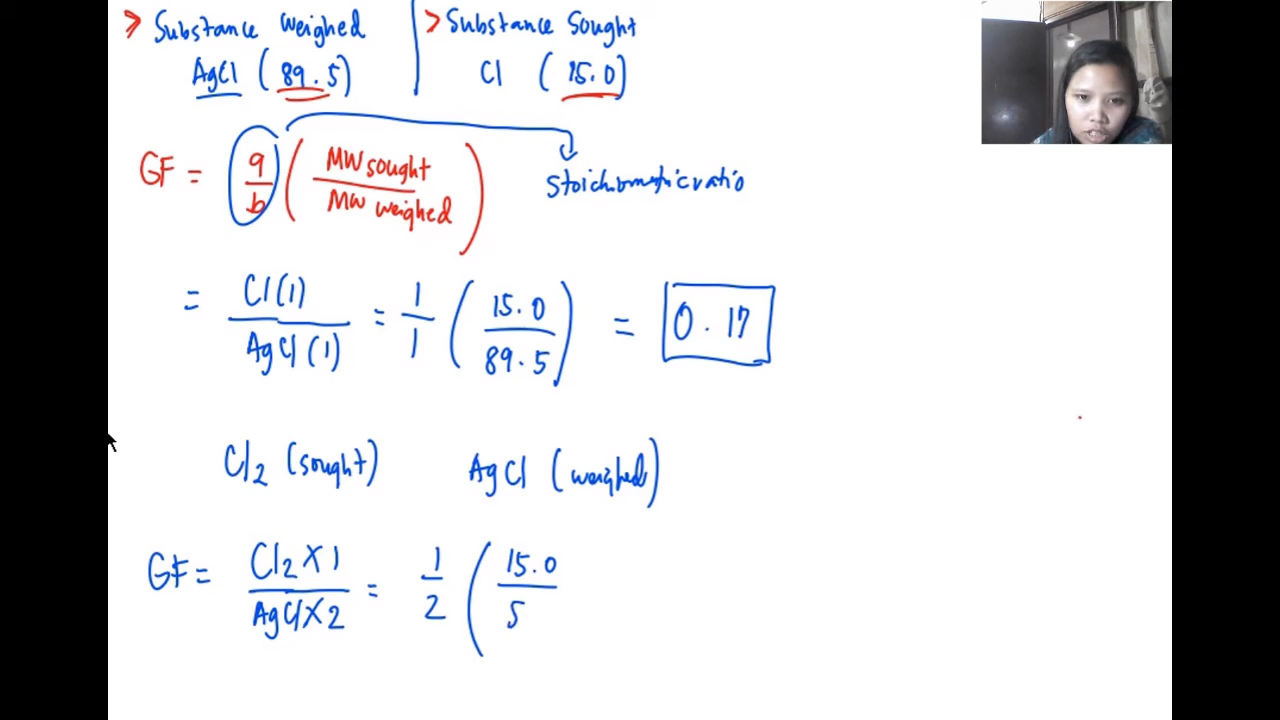 > Substance Weighed
AgCl (89.5)
> Substance Sought
Cl (15.0)
GF = a/b (MW sought / MW weighed)
Stoichiometric ratio
= Cl(1) / AgCl(1) = 1/1 (15.0 / 89.5) = 0.17
Cl2 (sought) AgCl (weighed)
GF = Cl2 X 1 / AgCl X 2 = 1/2 (15.0 / 5